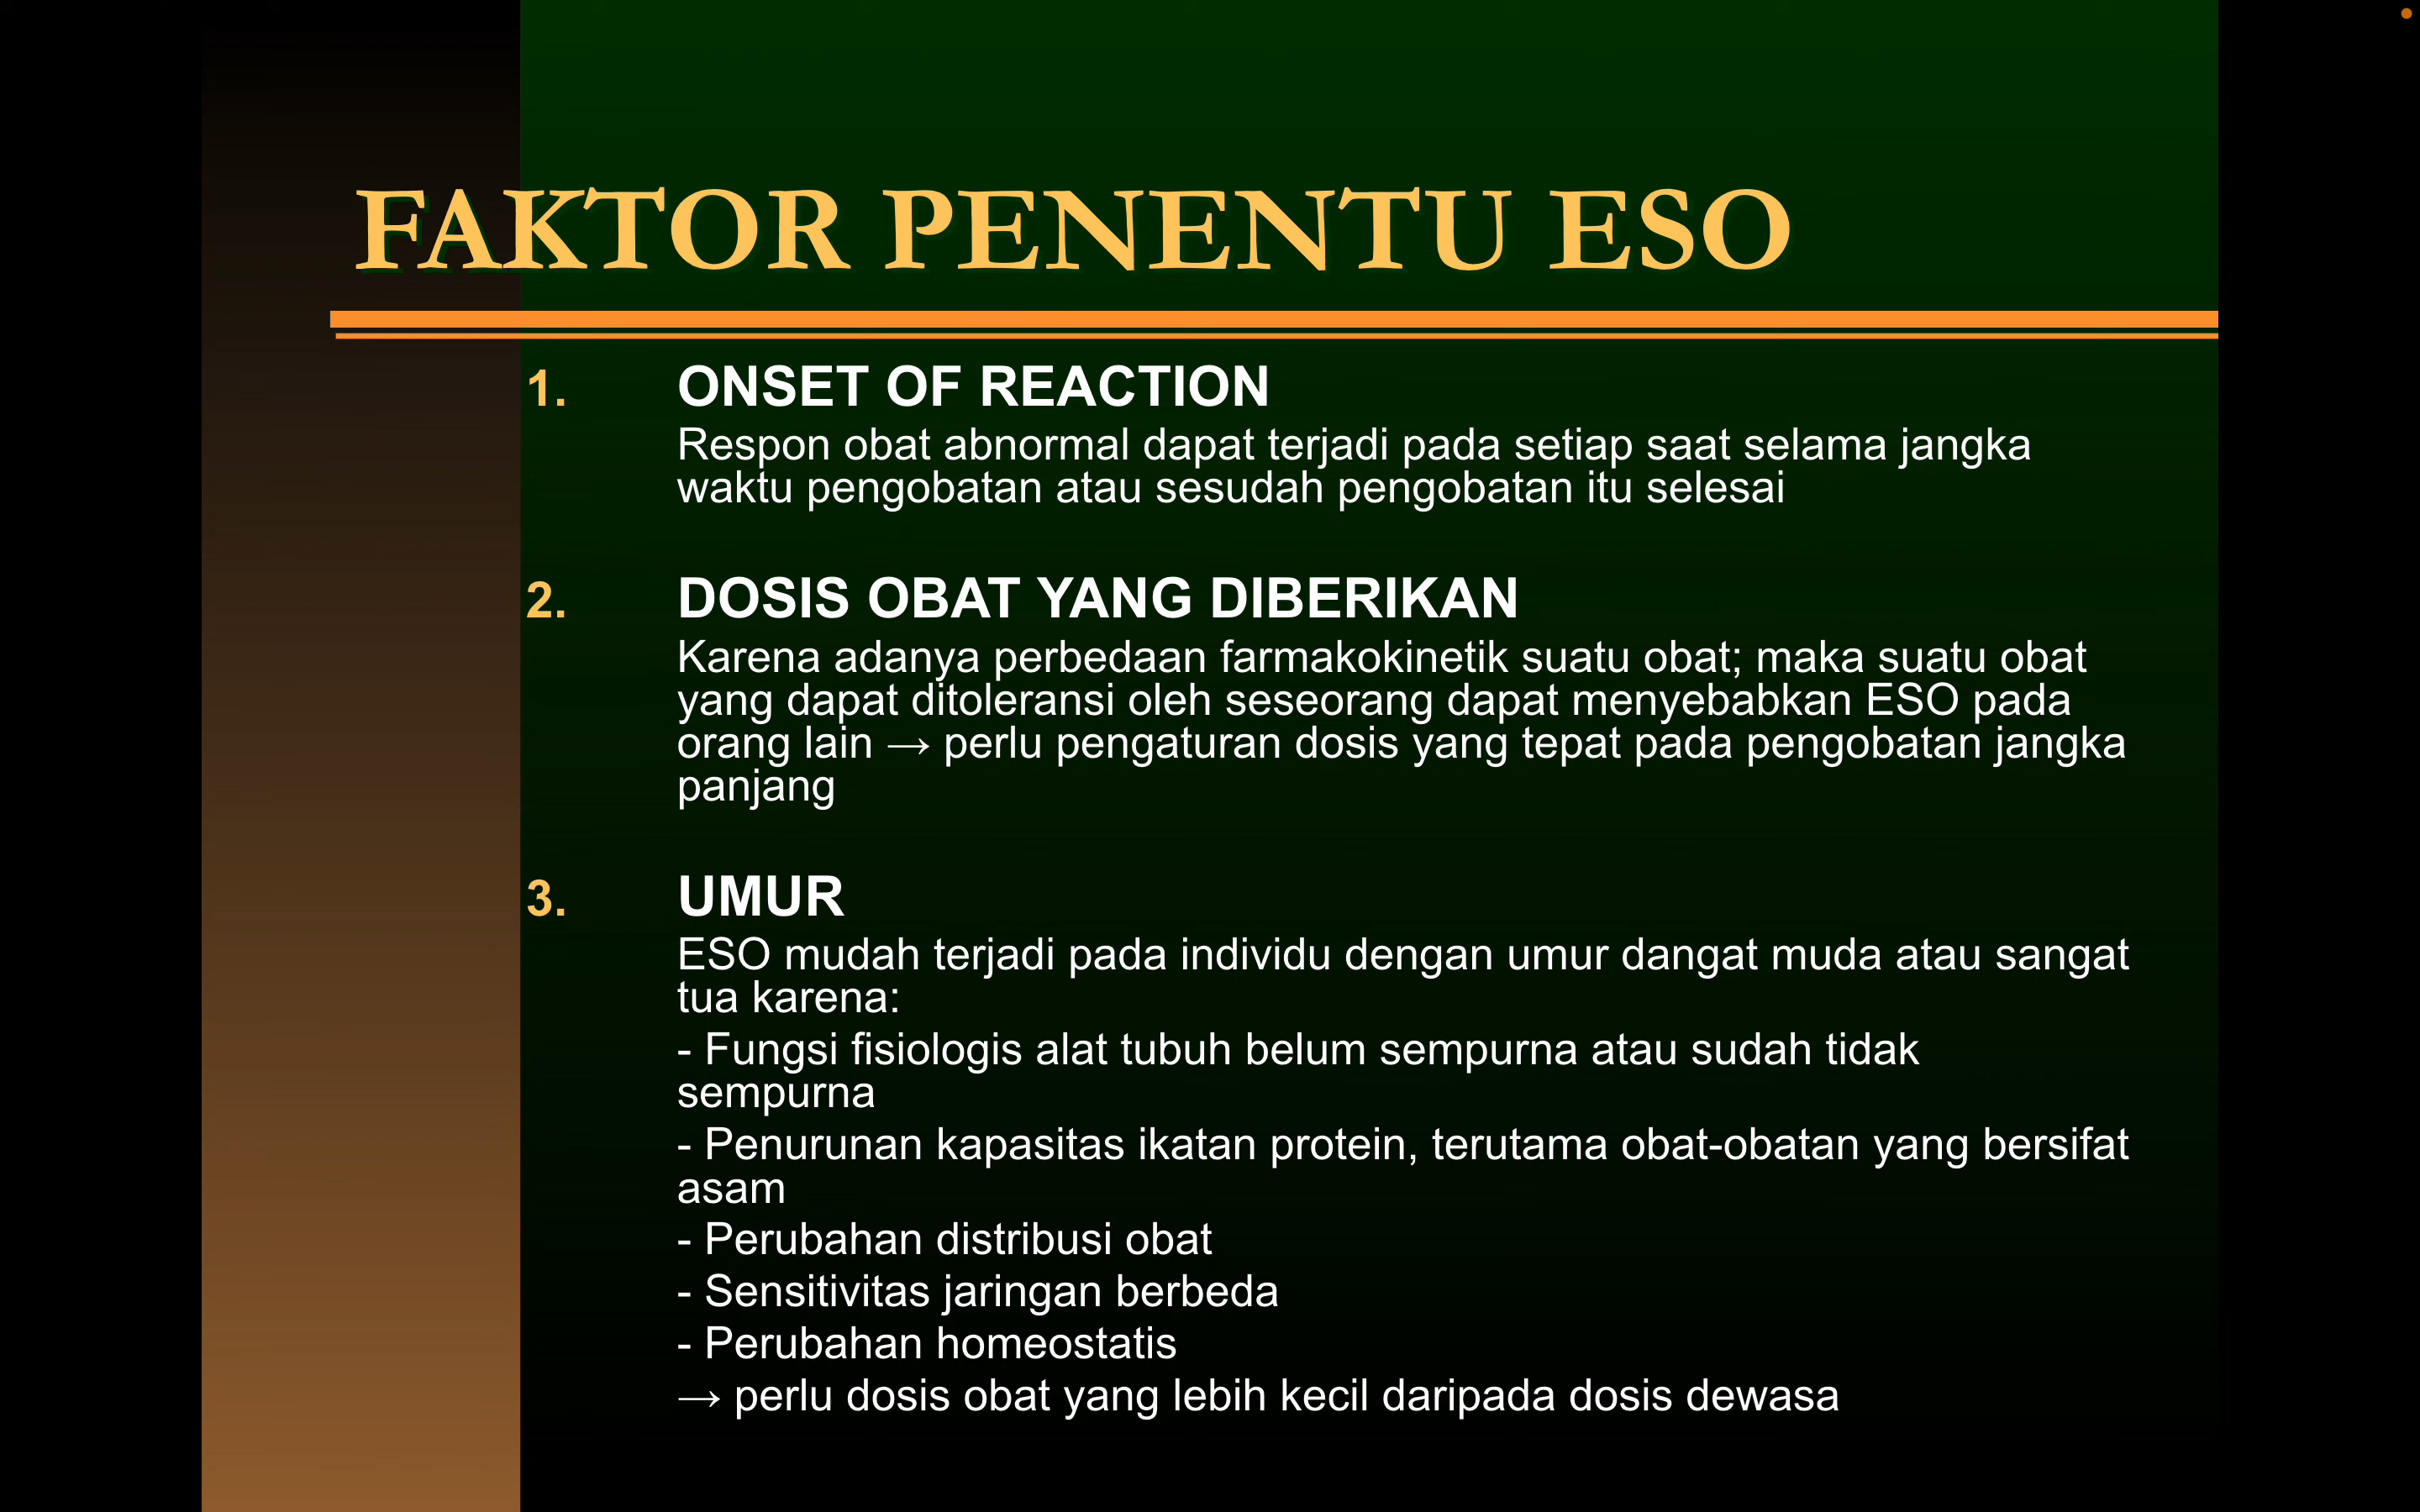 FAKTOR PENENTU ESO
1. ONSET OF REACTION
Respon obat abnormal dapat terjadi pada setiap saat selama jangka
waktu pengobatan atau sesudah pengobatan itu selesai
2. DOSIS OBAT YANG DIBERIKAN
Karena adanya perbedaan farmakokinetik suatu obat; maka suatu obat
yang dapat ditoleransi oleh seseorang dapat menyebabkan ESO pada
orang lain → perlu pengaturan dosis yang tepat pada pengobatan jangka
panjang
3. UMUR
ESO mudah terjadi pada individu dengan umur dangat muda atau sangat
tua karena:
- Fungsi fisiologis alat tubuh belum sempurna atau sudah tidak
sempurna
- Penurunan kapasitas ikatan protein, terutama obat-obatan yang bersifat
asam
- Perubahan distribusi obat
- Sensitivitas jaringan berbeda
- Perubahan homeostatis
→ perlu dosis obat yang lebih kecil daripada dosis dewasa